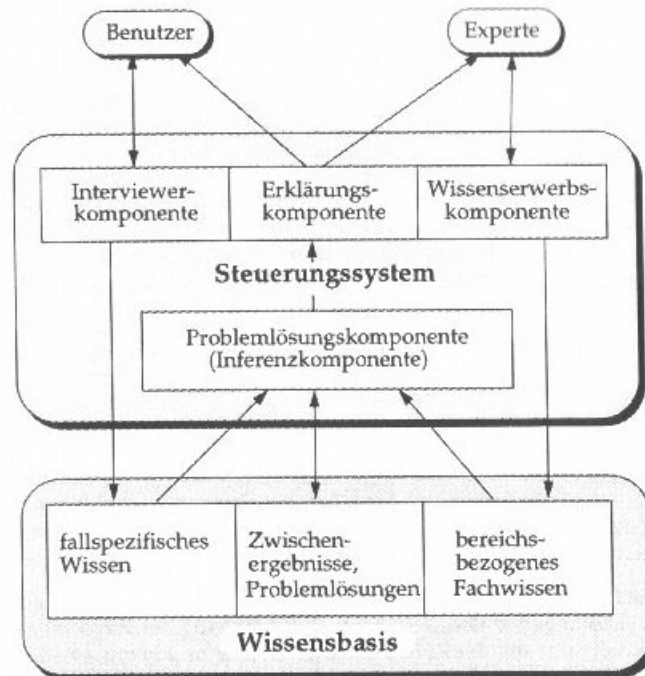 Benutzer
Experte
Interviewer-
komponente
Erklärungs-
komponente
Wissenserwerbs-
komponente
Steuerungssystem
Problemlösungskomponente
(Inferenzkomponente)
fallspezifisches
Wissen
Zwischen-
ergebnisse,
Problemlösungen
bereichs-
bezogenes
Fachwissen
Wissensbasis